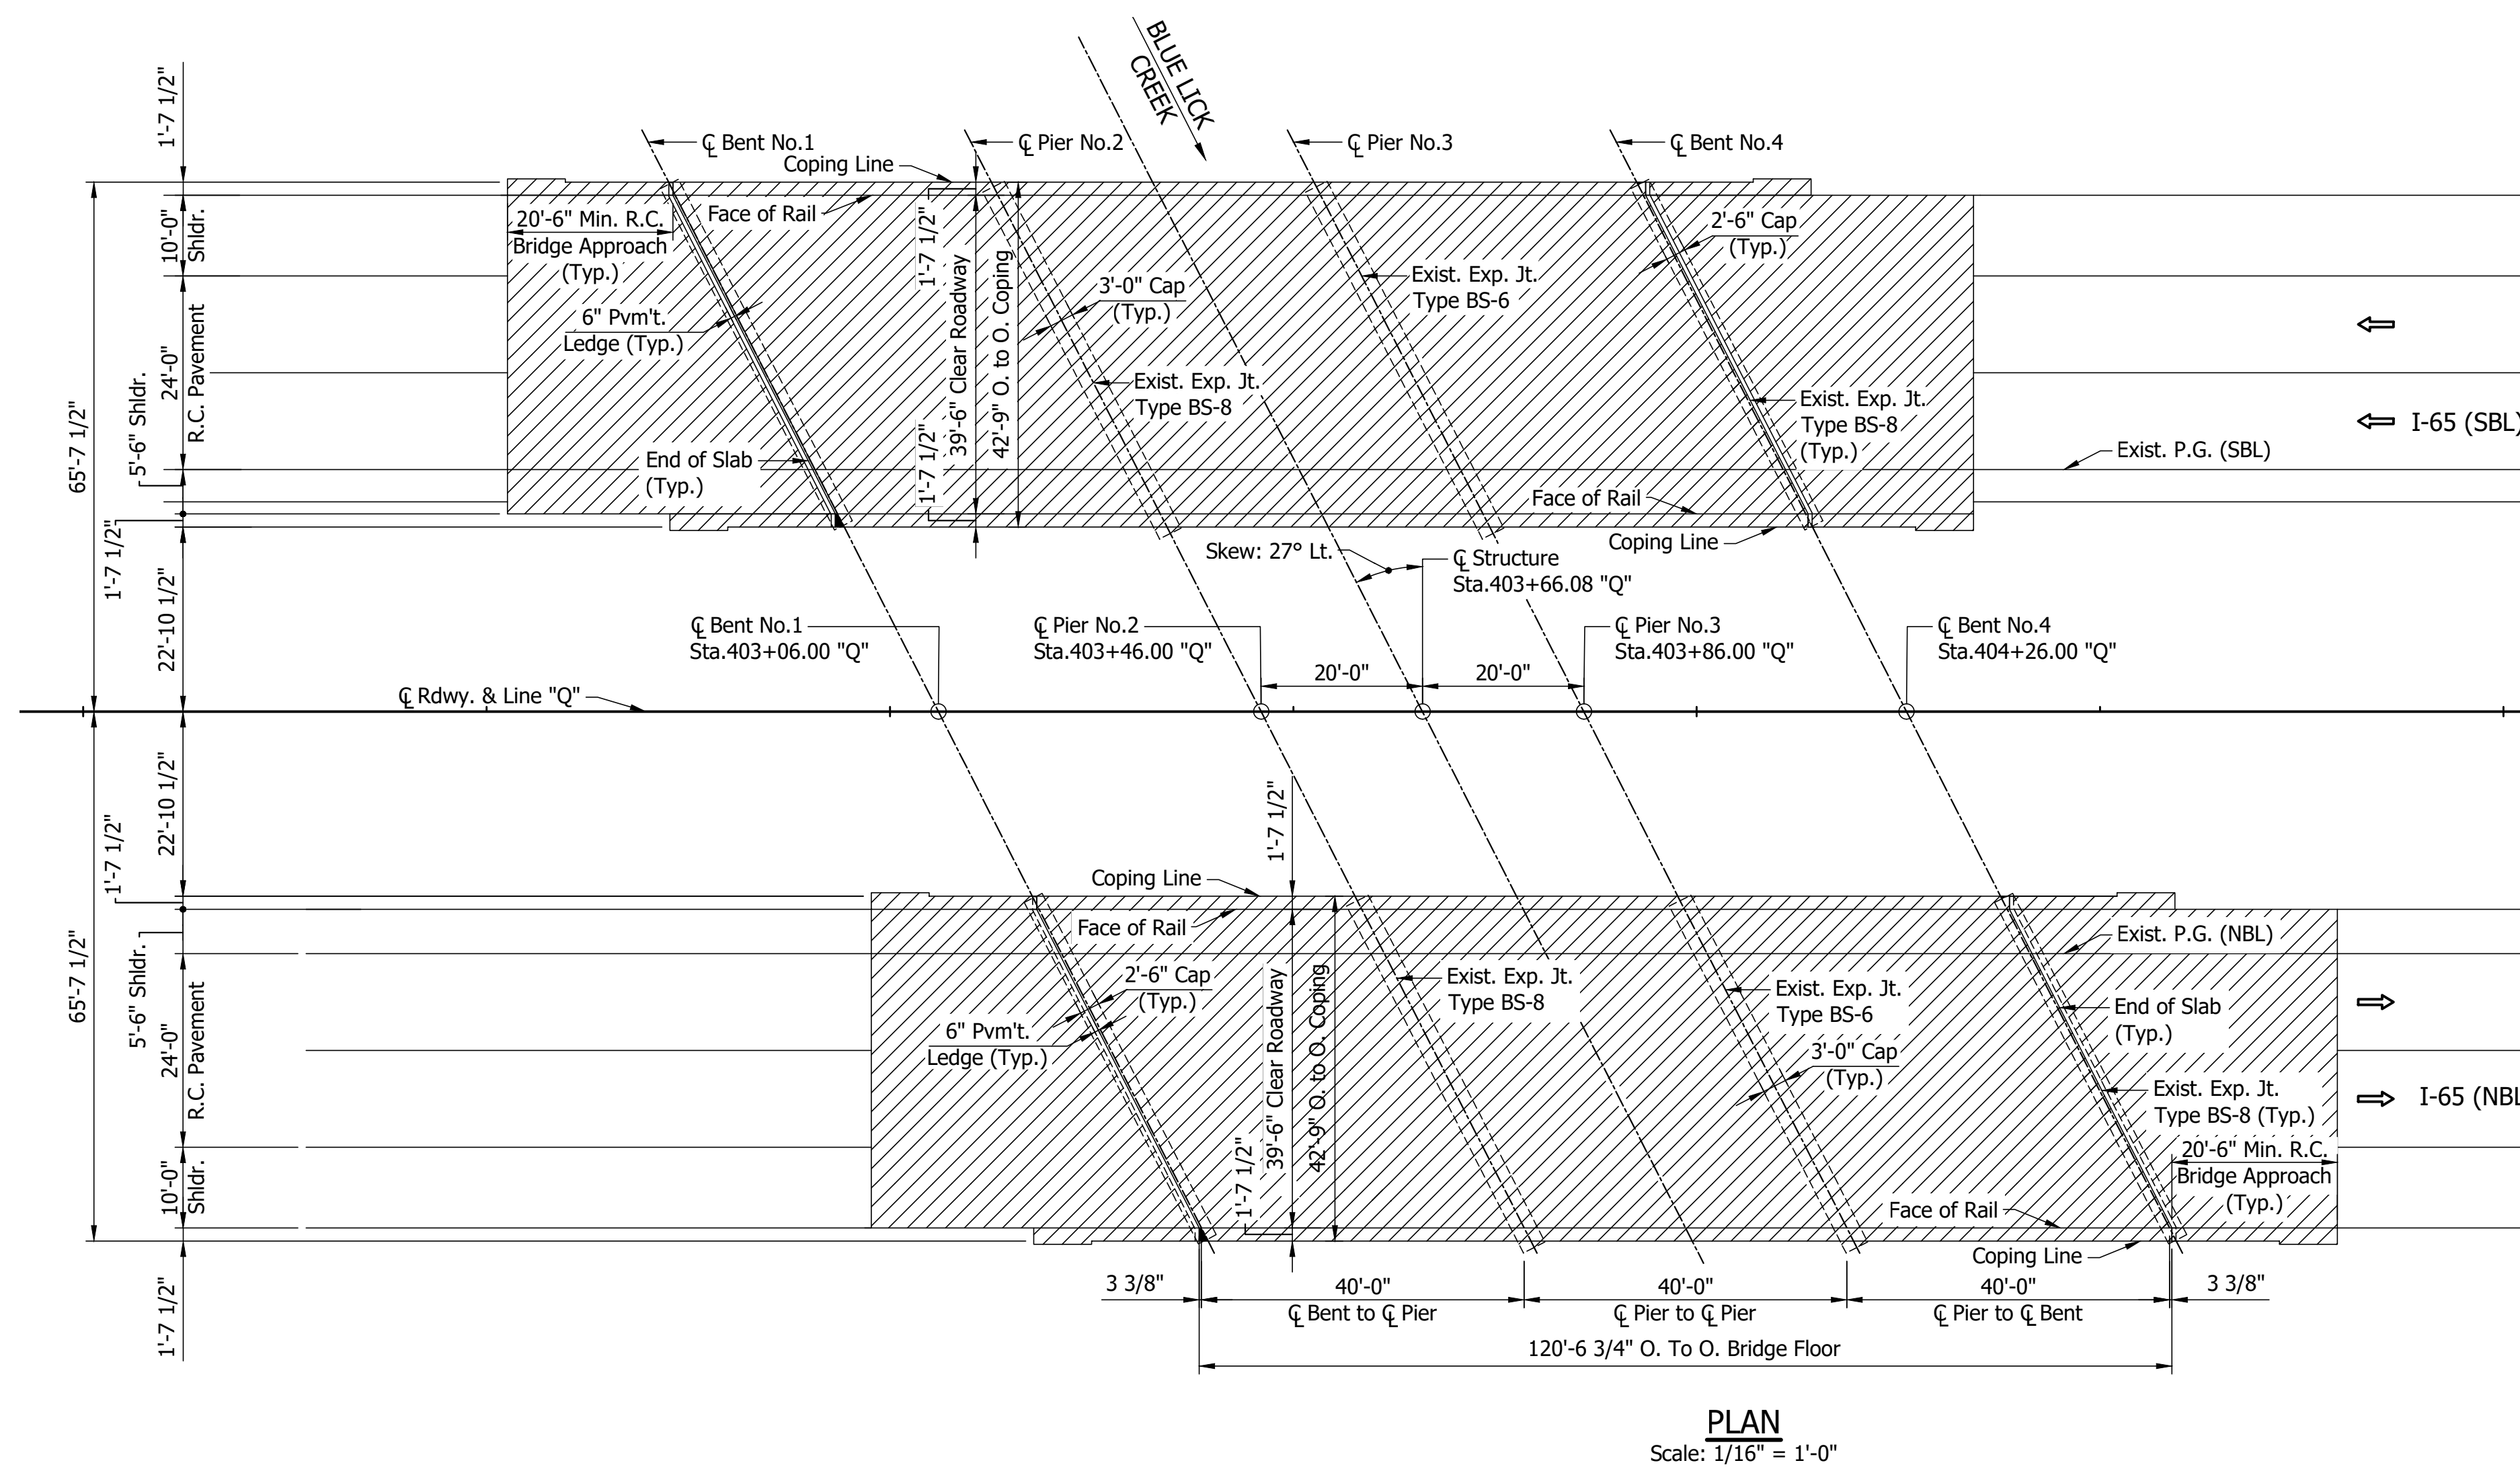 BLUE LICK
CREEK
1'-7 1/2"
℄ Bent No.1
℄ Pier No.2
℄ Pier No.3
℄ Bent No.4
Coping Line
10'-0"
Shldr.
20'-6" Min. R.C.
Bridge Approach
(Typ.)
Face of Rail
1'-7 1/2"
39'-6" Clear Roadway
42'-9" O. to O. Coping
1'-7 1/2"
2'-6" Cap
(Typ.)
3'-0" Cap
(Typ.)
Exist. Exp. Jt.
Type BS-6
6" Pvm't.
Ledge (Typ.)
24'-0"
R.C. Pavement
Exist. Exp. Jt.
Type BS-8
Exist. Exp. Jt.
Type BS-8
(Typ.)
I-65 (SBL)
65'-7 1/2"
5'-6" Shldr.
End of Slab
(Typ.)
Exist. P.G. (SBL)
Face of Rail
Coping Line
1'-7 1/2"
22'-10 1/2"
Skew: 27° Lt.
℄ Structure
Sta.403+66.08 "Q"
℄ Bent No.1
Sta.403+06.00 "Q"
℄ Pier No.2
Sta.403+46.00 "Q"
℄ Pier No.3
Sta.403+86.00 "Q"
℄ Bent No.4
Sta.404+26.00 "Q"
20'-0"
20'-0"
℄ Rdwy. & Line "Q"
22'-10 1/2"
1'-7 1/2"
1'-7 1/2"
Coping Line
Face of Rail
Exist. P.G. (NBL)
65'-7 1/2"
5'-6" Shldr.
24'-0"
R.C. Pavement
2'-6" Cap
(Typ.)
6" Pvm't.
Ledge (Typ.)
39'-6" Clear Roadway
42'-9" O. to O. Coping
Exist. Exp. Jt.
Type BS-8
Exist. Exp. Jt.
Type BS-6
3'-0" Cap
(Typ.)
End of Slab
(Typ.)
Exist. Exp. Jt.
Type BS-8 (Typ.)
I-65 (NBL
10'-0"
Shldr.
1'-7 1/2"
20'-6" Min. R.C.
Bridge Approach
(Typ.)
Face of Rail
Coping Line
1'-7 1/2"
3 3/8"
40'-0"
℄ Bent to ℄ Pier
40'-0"
℄ Pier to ℄ Pier
40'-0"
℄ Pier to ℄ Bent
3 3/8"
120'-6 3/4" O. To O. Bridge Floor
PLAN
Scale: 1/16" = 1'-0"